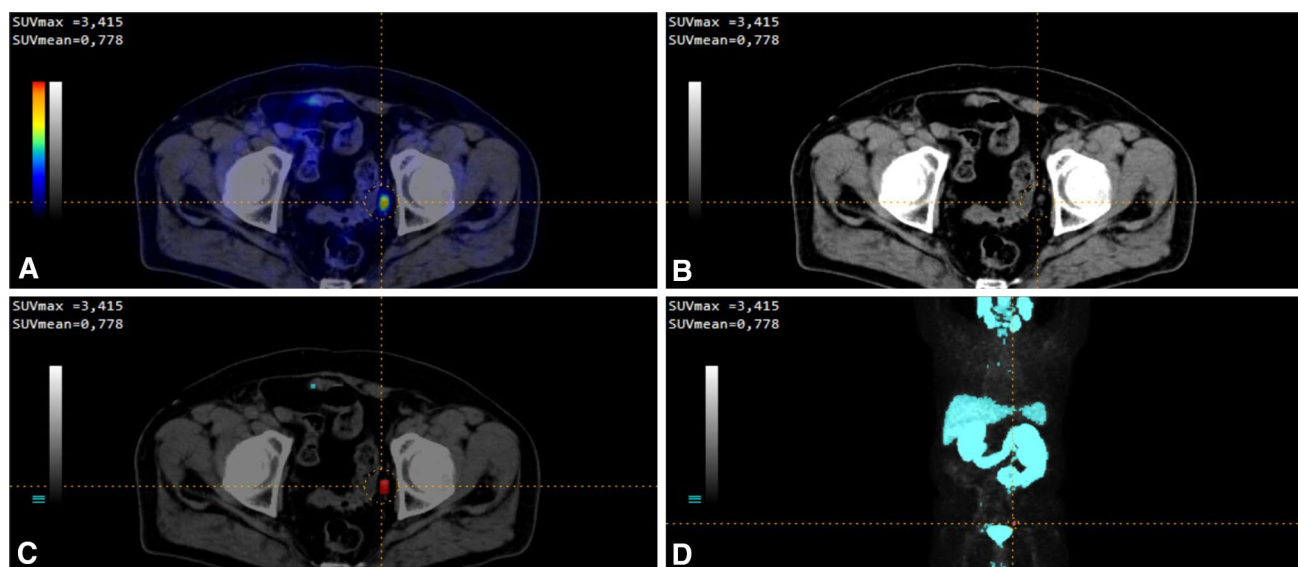 SUVmax =3,415
SUVmean=0,778
A
SUVmax =3,415
SUVmean=0,778
B
SUVmax =3,415
SUVmean=0,778
C
SUVmax =3,415
SUVmean=0,778
D